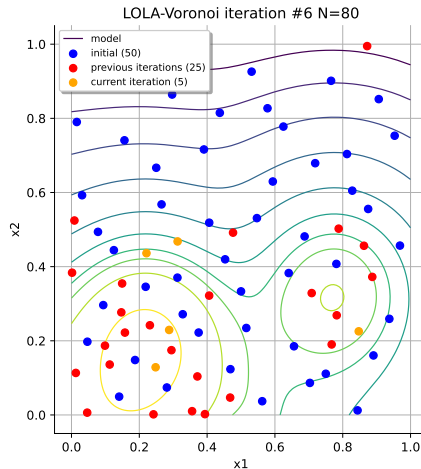 LOLA-Voronoi iteration #6 N=80
model
initial (50)
previous iterations (25)
current iteration (5)
1.0
0.8
0.6
0.4
0.2
0.0
x2
0.0 0.2 0.4 0.6 0.8 1.0
x1